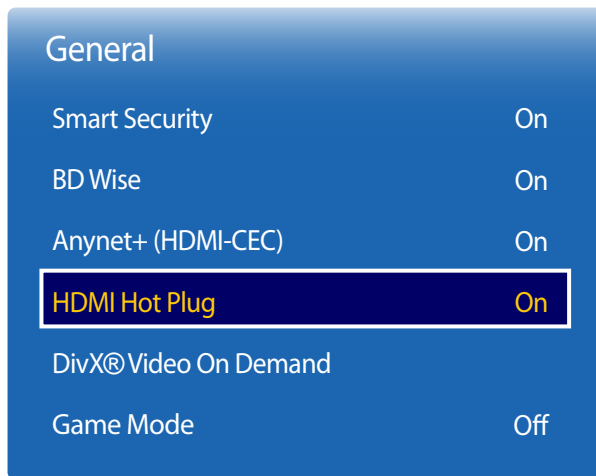 General
Smart Security On
BD Wise On
Anynet+ (HDMI-CEC) On
HDMI Hot Plug On
DivX® Video On Demand
Game Mode Off